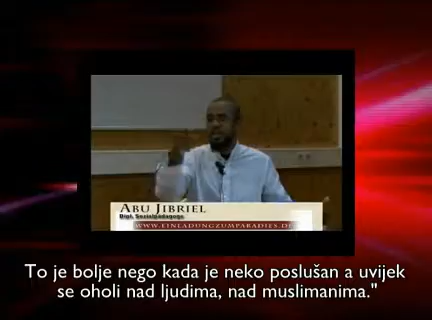 ABU JIBRIEL
Dipl. Sozialpädagoge
WWW.EINLADUNGZUMPARADIES.DE
To je bolje nego kada je neko poslušan a uvijek
se oholi nad ljudima, nad muslimanima."